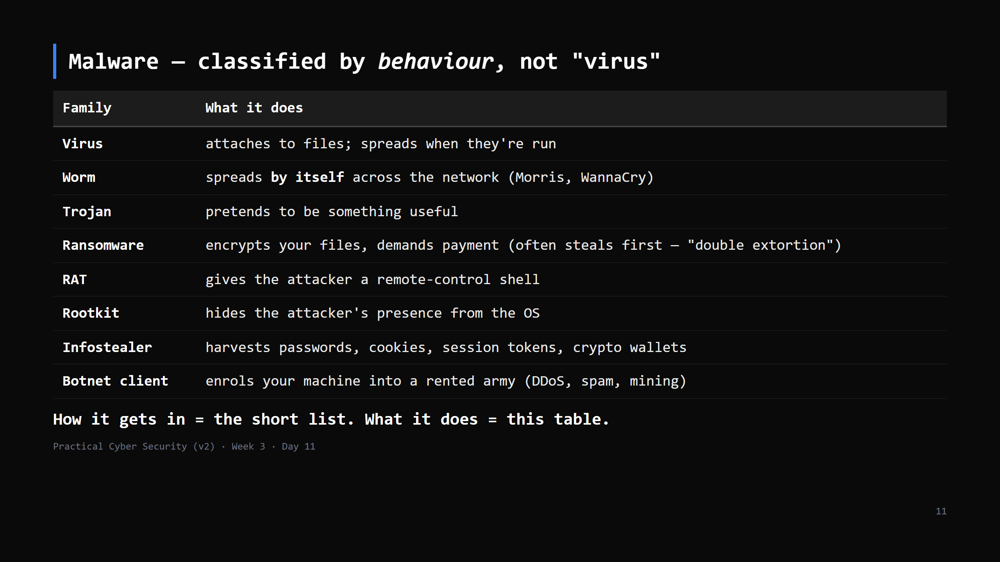 Malware — classified by behaviour, not "virus"
Family What it does
Virus attaches to files; spreads when they're run
Worm spreads by itself across the network (Morris, WannaCry)
Trojan pretends to be something useful
Ransomware encrypts your files, demands payment (often steals first — "double extortion")
RAT gives the attacker a remote-control shell
Rootkit hides the attacker's presence from the OS
Infostealer harvests passwords, cookies, session tokens, crypto wallets
Botnet client enrols your machine into a rented army (DDoS, spam, mining)
How it gets in = the short list. What it does = this table.
Practical Cyber Security (v2) · Week 3 · Day 11
11